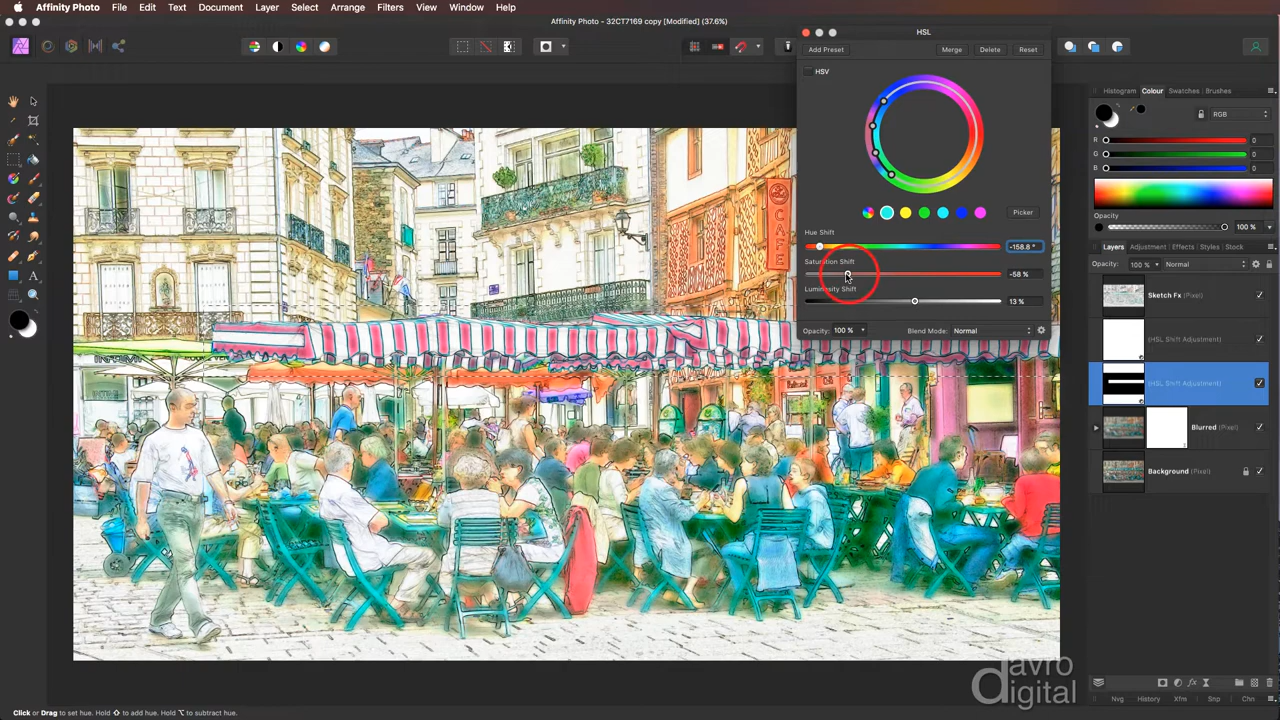 Affinity Photo File Edit Text Document Layer Select Arrange Filters View Window Help
Affinity Photo - 32CT7169 copy [Modified] (37.6%)
HSL
Add Preset Merge Delete Reset
HSV
Picker
Hue Shift
-158.8 °
Saturation Shift
-58 %
Luminosity Shift
13 %
Opacity: 100 % Blend Mode: Normal
Histogram Colour Swatches Brushes
RGB
R 0
G 0
B 0
Opacity
100 %
Layers Adjustment Effects Styles Stock
Opacity: 100 % Normal
Sketch Fx (Pixel)
(HSL Shift Adjustment)
(HSL Shift Adjustment)
Blurred (Pixel)
Background (Pixel)
Nvg History Xfm Snp Chn
CAFE
davro
digital
Click or Drag to set hue. Hold ⇧ to add hue. Hold ⌥ to subtract hue.